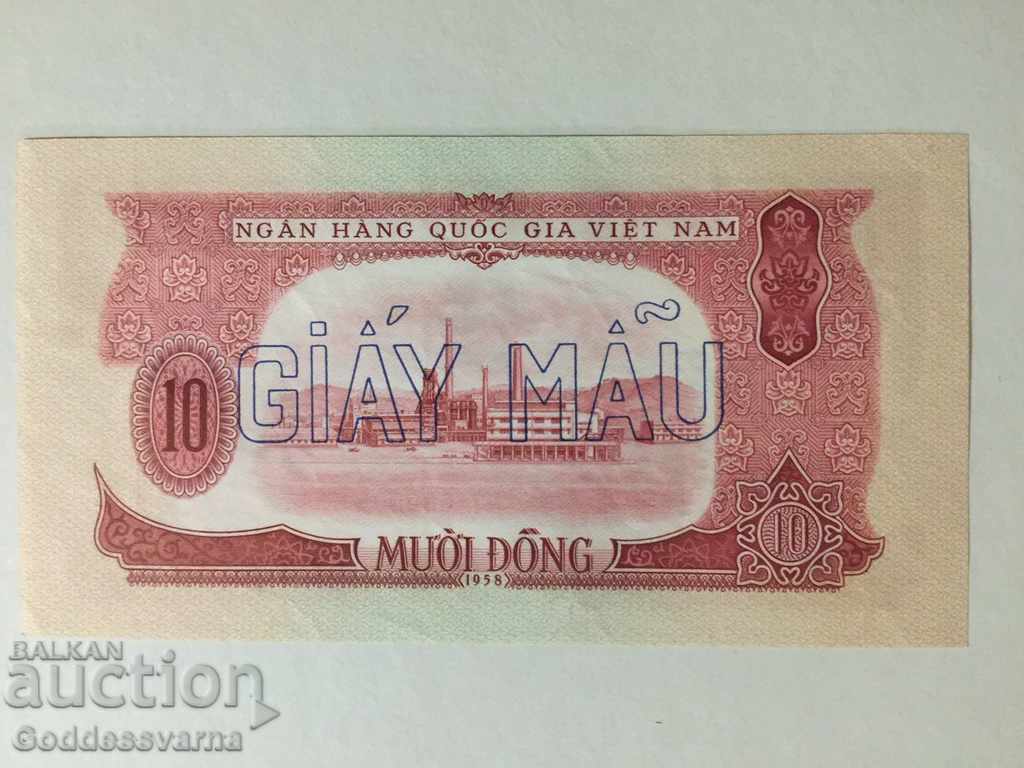 NGÂN HÀNG QUỐC GIA VIỆT NAM
GIẤY MẪU
10
10
MƯỜI ĐỒNG
1958
BALKAN
auction
Goddessvarna